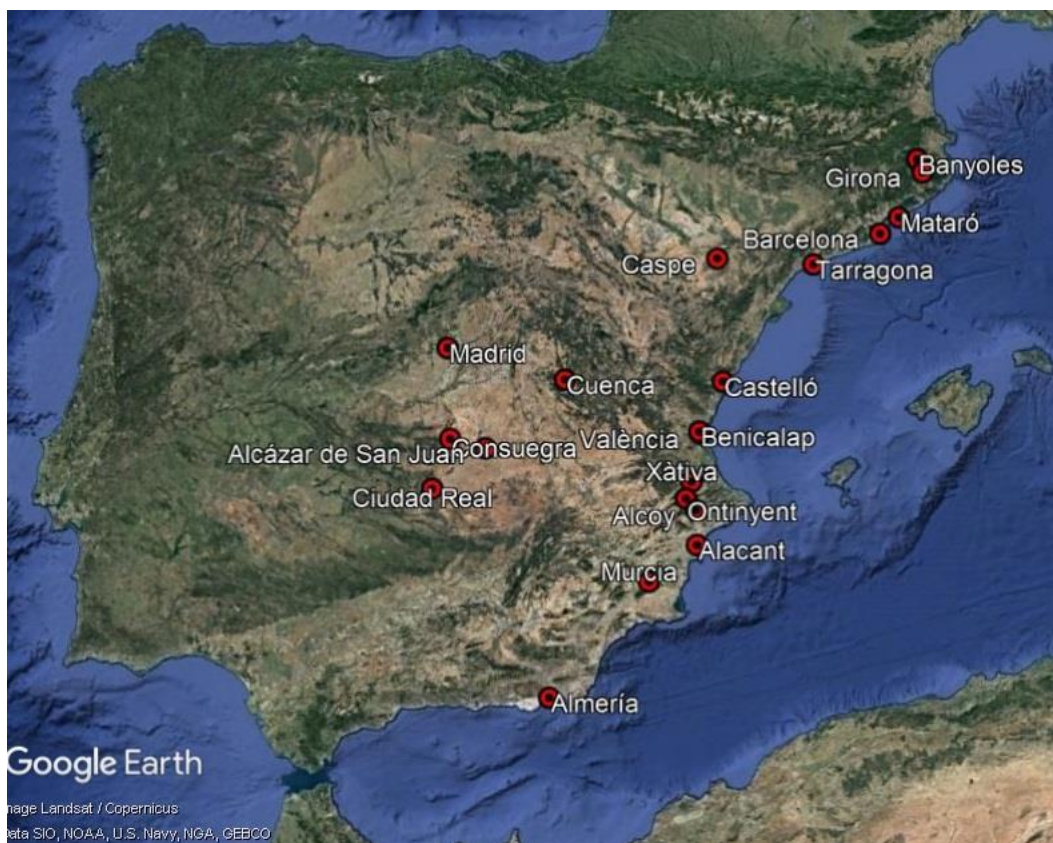 Banyoles
Girona
Mataró
Barcelona
Caspe
Tarragona
Madrid
Cuenca
Castelló
València
Benicalap
Alcázar de San Juan
Consuegra
Xàtiva
Ciudad Real
Alcoy
Ontinyent
Alacant
Murcia
Almería
Google Earth
nage Landsat / Copernicus
Data SIO, NOAA, U.S. Navy, NGA, GEBCO